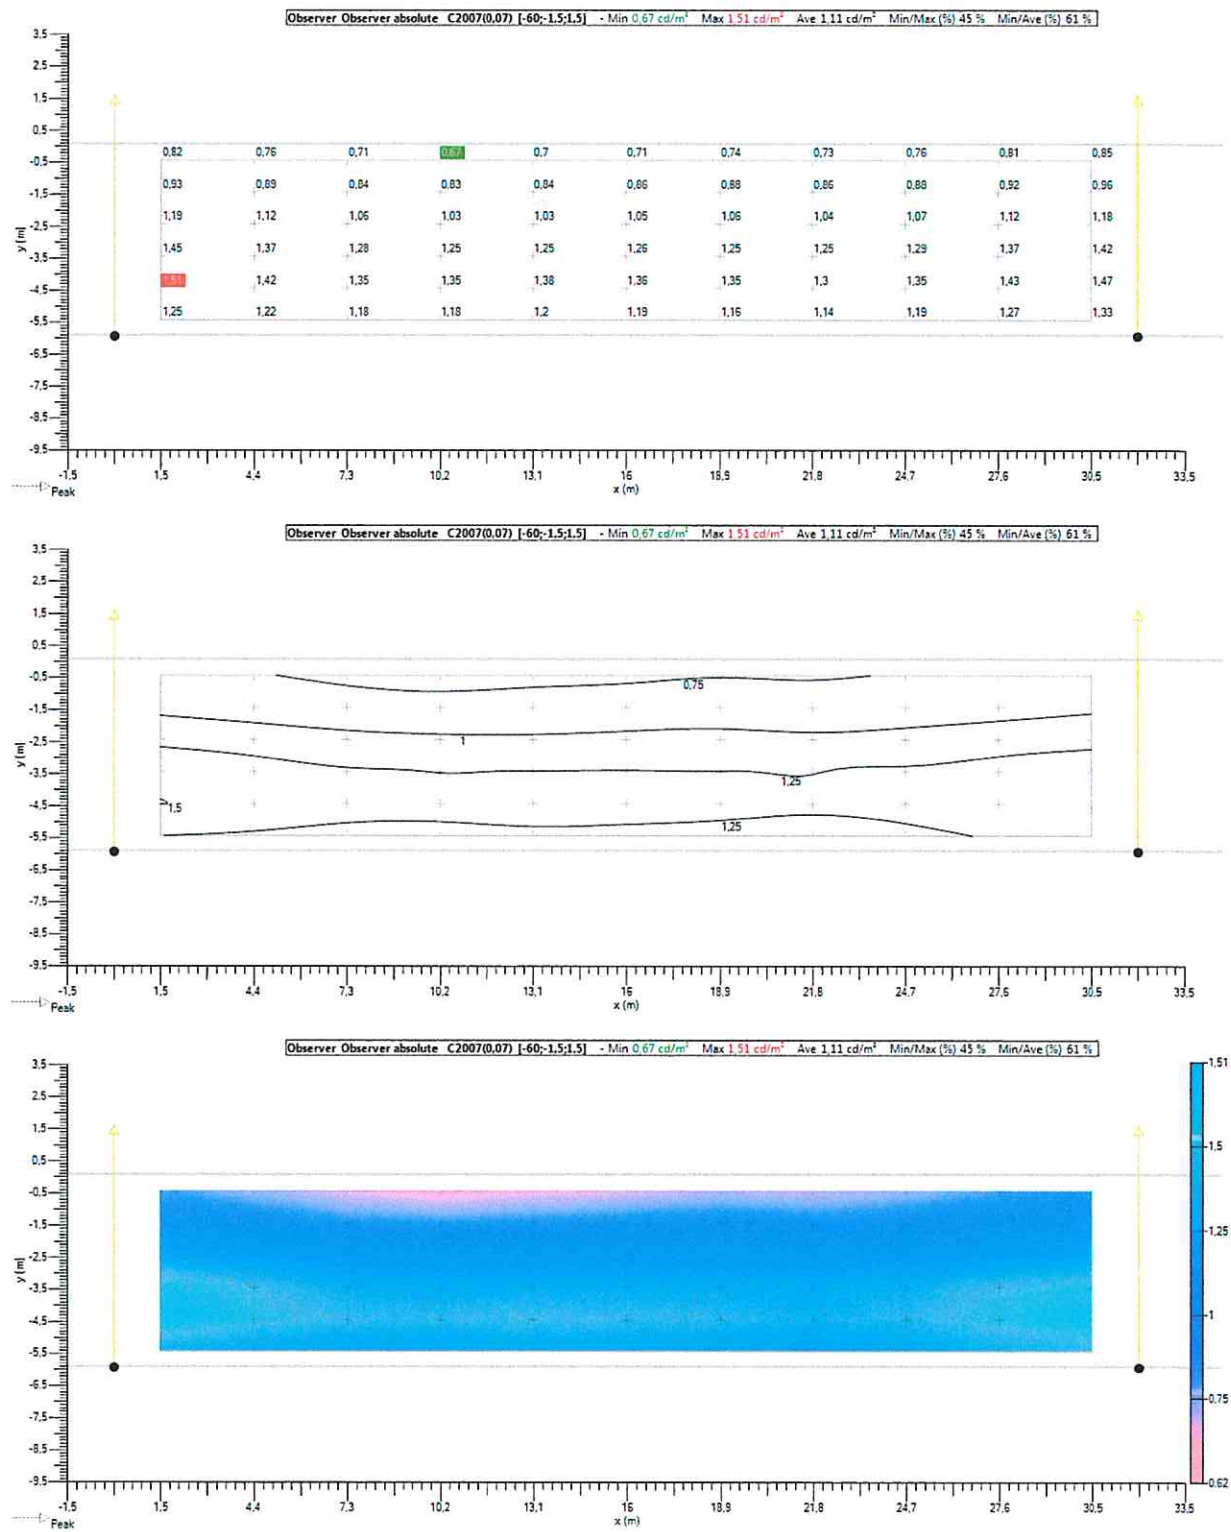 Observer Observer absolute C2007(0,07) [-60;-1.5;1.5] - Min 0,67 cd/m² Max 1.51 cd/m² Ave 1,11 cd/m² Min/Max (%) 45 % Min/Ave (%) 61 %
3.5
2.5
1.5
0.5
0,82 0,76 0,71 0,67 0,7 0,71 0,74 0,73 0,76 0,81 0,85
-0.5
0,93 0,89 0,84 0,83 0,84 0,86 0,88 0,86 0,88 0,92 0,96
-1.5
1,19 1,12 1,06 1,03 1,03 1,05 1,06 1,04 1,07 1,12 1,18
-2.5
y (m)
1,45 1,37 1,28 1,25 1,25 1,26 1,25 1,25 1,29 1,37 1,42
-3.5
1,51 1,42 1,35 1,35 1,38 1,36 1,35 1,3 1,35 1,43 1,47
-4.5
1,25 1,22 1,18 1,18 1,2 1,19 1,16 1,14 1,19 1,27 1,33
-5.5
-6.5
-7.5
-8.5
-9.5
-1.5 1,5 4,4 7,3 10,2 13,1 16 18,9 21,8 24,7 27,6 30,5 33,5
Peak x (m)
Observer Observer absolute C2007(0,07) [-60;-1.5;1.5] - Min 0,67 cd/m² Max 1.51 cd/m² Ave 1,11 cd/m² Min/Max (%) 45 % Min/Ave (%) 61 %
3.5
2.5
1.5
0.5
-0.5
0,75
-1.5
-2.5 1
y (m)
-3.5
1,25
-4.5 1,5
1,25
-5.5
-6.5
-7.5
-8.5
-9.5
-1.5 1,5 4,4 7,3 10,2 13,1 16 18,9 21,8 24,7 27,6 30,5 33,5
Peak x (m)
Observer Observer absolute C2007(0,07) [-60;-1.5;1.5] - Min 0,67 cd/m² Max 1.51 cd/m² Ave 1,11 cd/m² Min/Max (%) 45 % Min/Ave (%) 61 %
3.5 1,51
2.5
1.5 1,5
0,5
-0.5
-1.5 1,25
-2.5
y (m)
-3.5
-4.5 1
-5.5
-6.5 0,75
-7.5
-8.5
-9.5 0.62
-1.5 1,5 4,4 7,3 10,2 13,1 16 18,9 21,8 24,7 27,6 30,5 33,5
Peak x (m)